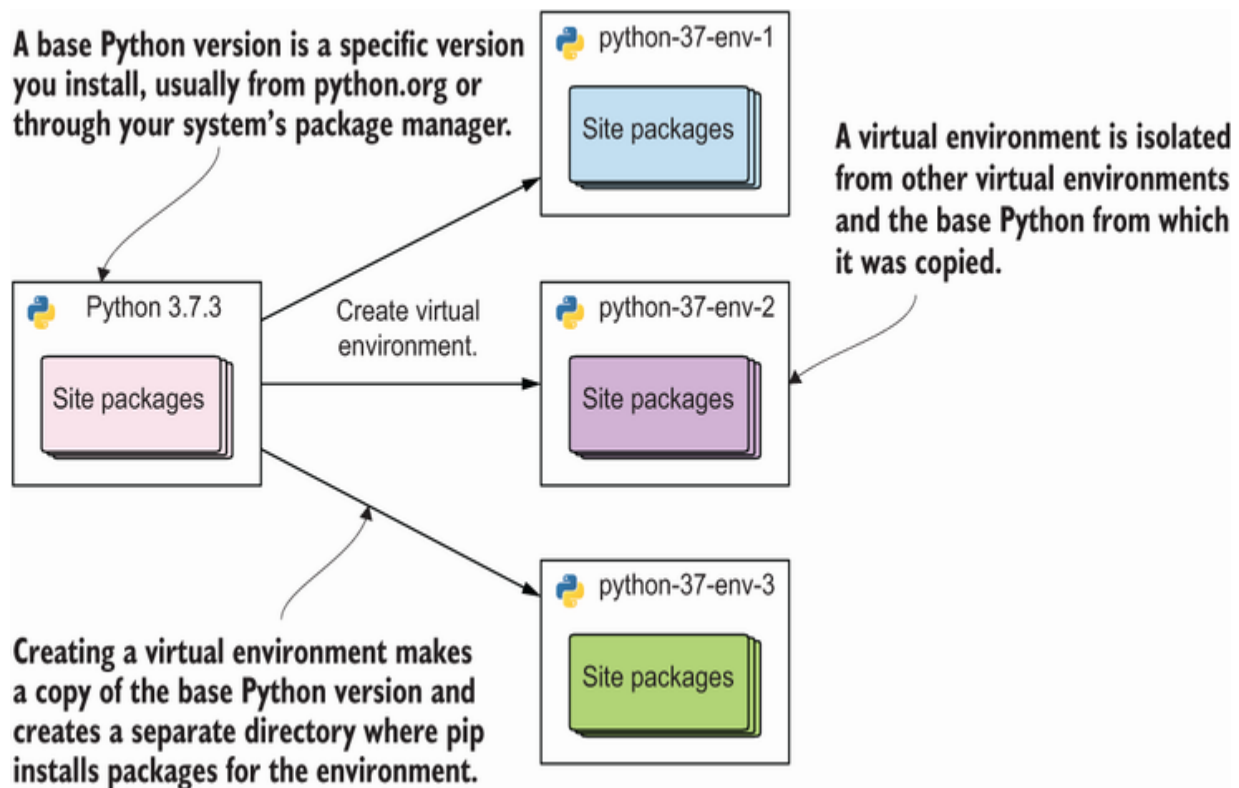 A base Python version is a specific version
you install, usually from python.org or
through your system's package manager.
python-37-env-1
Site packages
A virtual environment is isolated
from other virtual environments
and the base Python from which
it was copied.
Python 3.7.3
Site packages
Create virtual
environment.
python-37-env-2
Site packages
python-37-env-3
Site packages
Creating a virtual environment makes
a copy of the base Python version and
creates a separate directory where pip
installs packages for the environment.